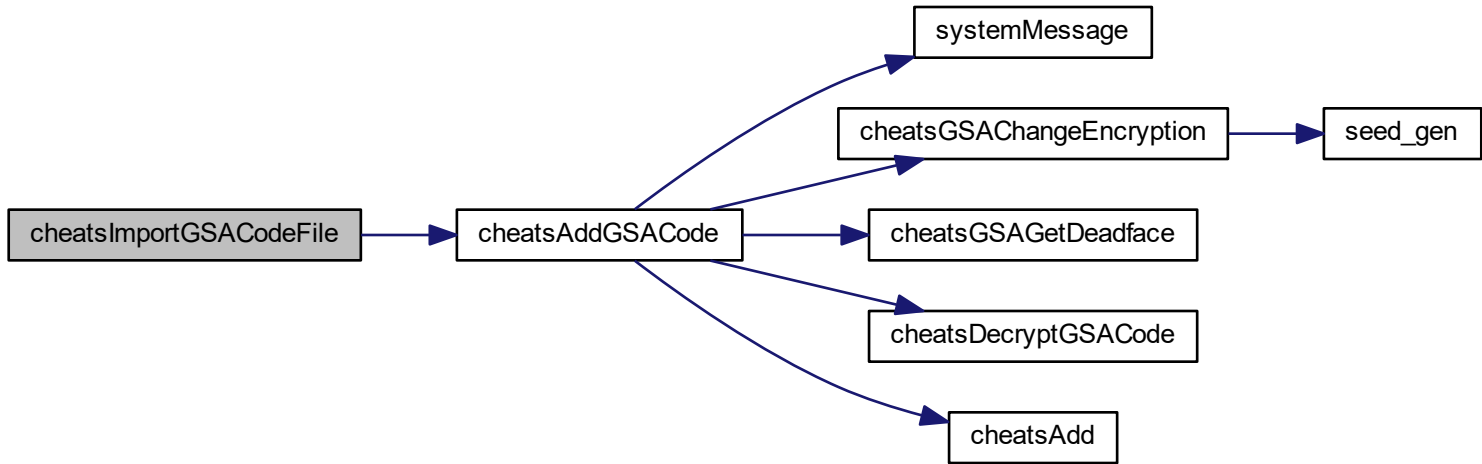 systemMessage
cheatsGSAChangeEncryption
seed_gen
cheatsImportGSACodeFile
cheatsAddGSACode
cheatsGSAGetDeadface
cheatsDecryptGSACode
cheatsAdd